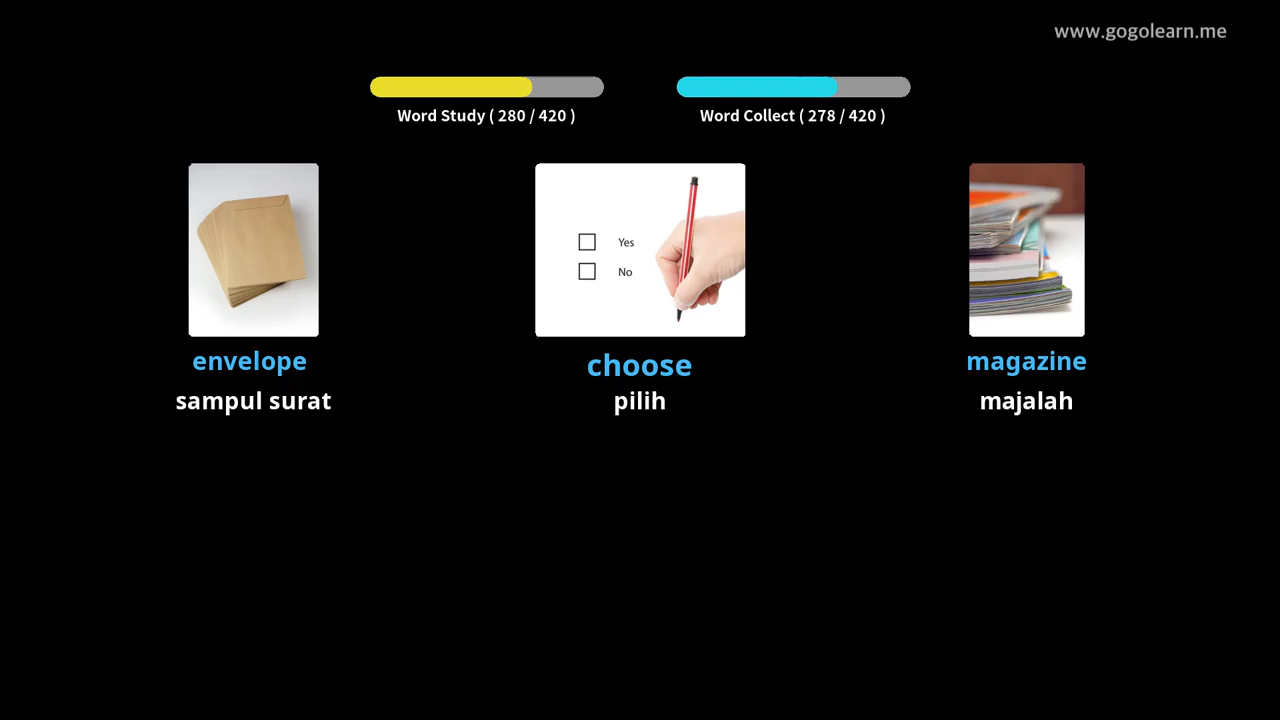 www.gogolearn.me
Word Study ( 280 / 420 )
Word Collect ( 278 / 420 )
Yes
No
envelope
sampul surat
choose
pilih
magazine
majalah